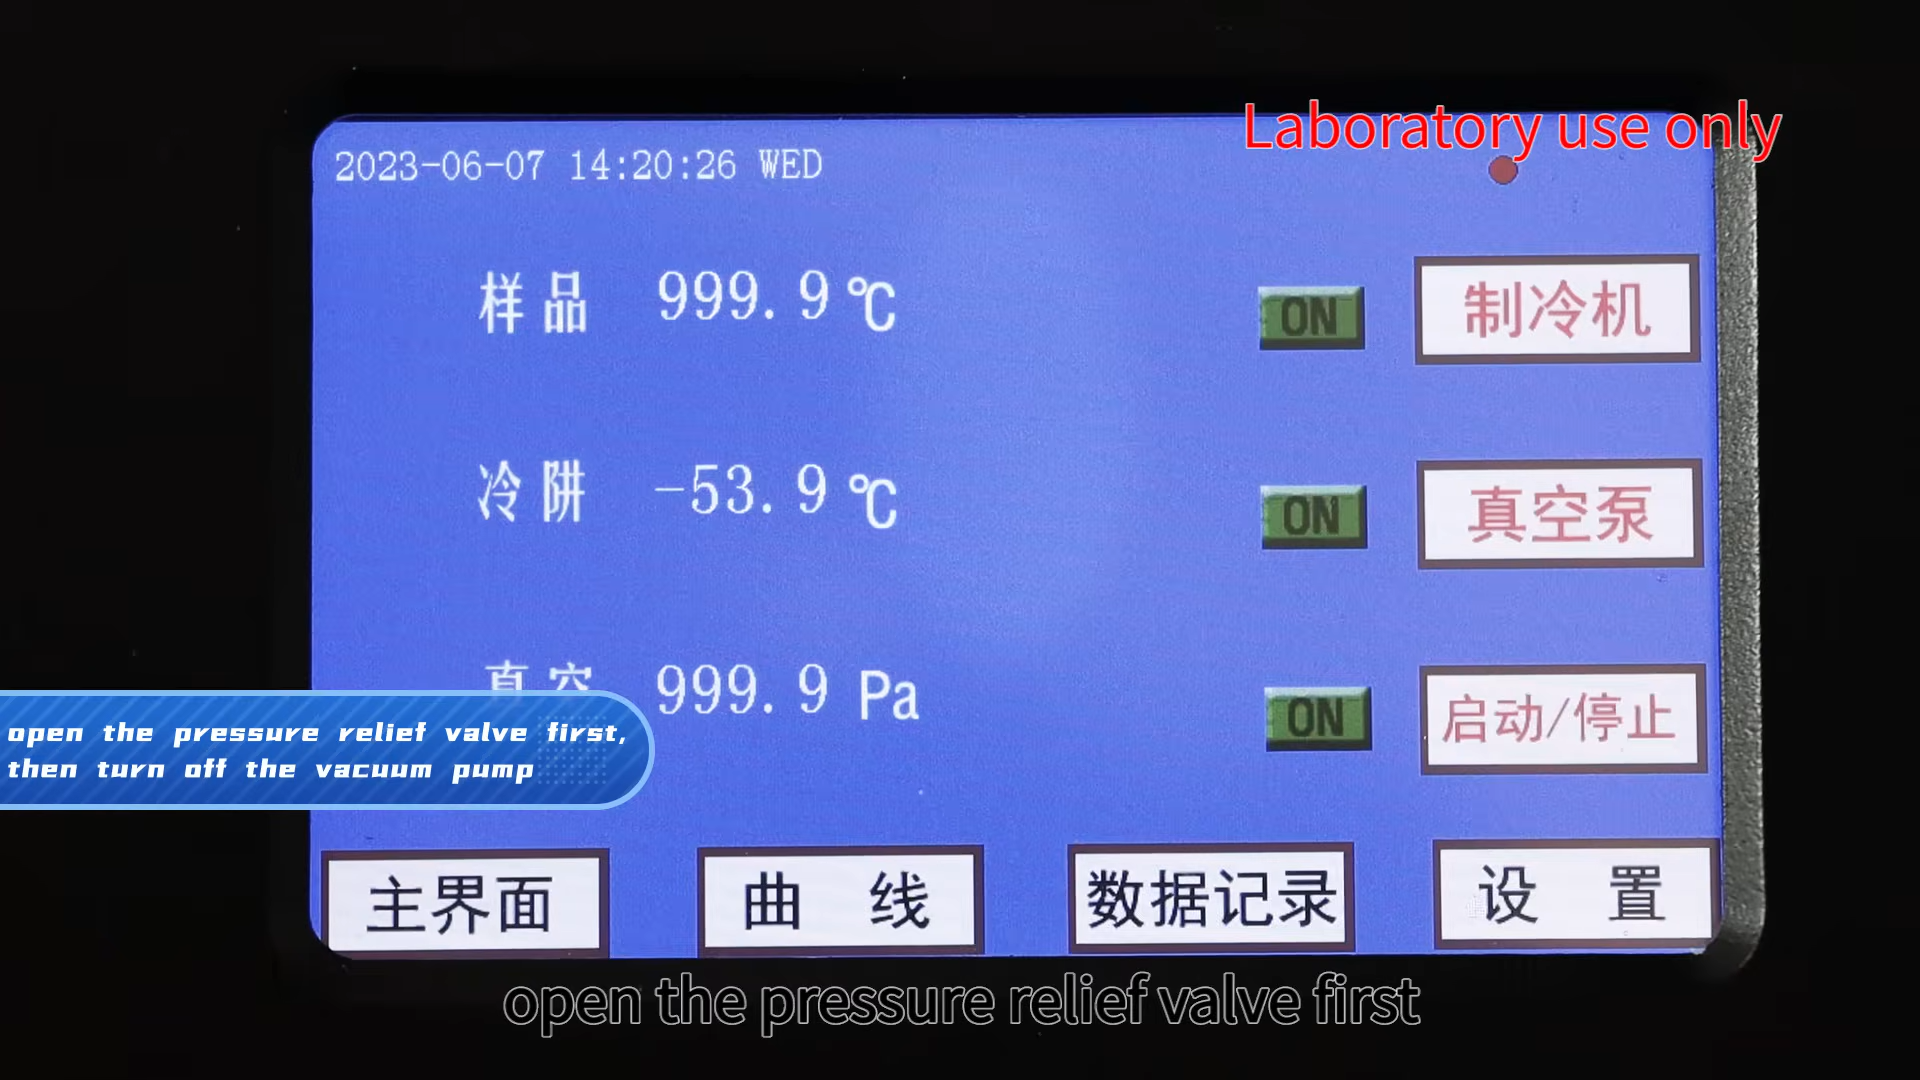 Laboratory use only
2023-06-07 14:20:26 WED
样品 999.9℃
ON 制冷机
冷阱 -53.9℃
ON 真空泵
真空 999.9 Pa
ON 启动/停止
open the pressure relief valve first,
then turn off the vacuum pump
主界面 曲线 数据记录 设置
open the pressure relief valve first